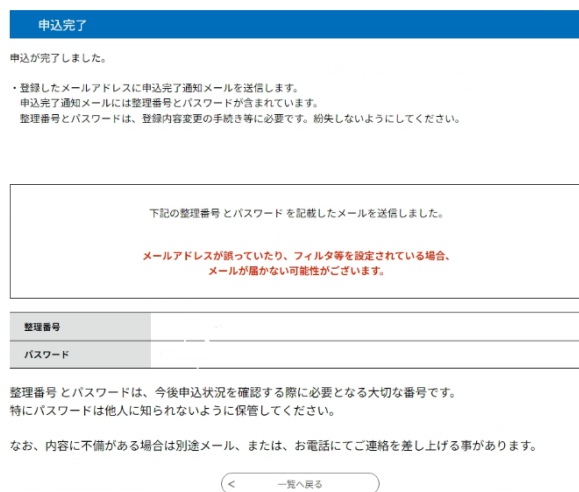 申込完了
申込が完了しました。
・登録したメールアドレスに申込完了通知メールを送信します。
申込完了通知メールには整理番号とパスワードが含まれています。
整理番号とパスワードは、登録内容変更の手続き等に必要です。紛失しないようにしてください。
下記の整理番号 とパスワード を記載したメールを送信しました。
メールアドレスが誤っていたり、フィルタ等を設定されている場合、
メールが届かない可能性がございます。
整理番号
パスワード
整理番号 とパスワードは、今後申込状況を確認する際に必要となる大切な番号です。
特にパスワードは他人に知られないように保管してください。
なお、内容に不備がある場合は別途メール、または、お電話にてご連絡を差し上げる事があります。
< 一覧へ戻る